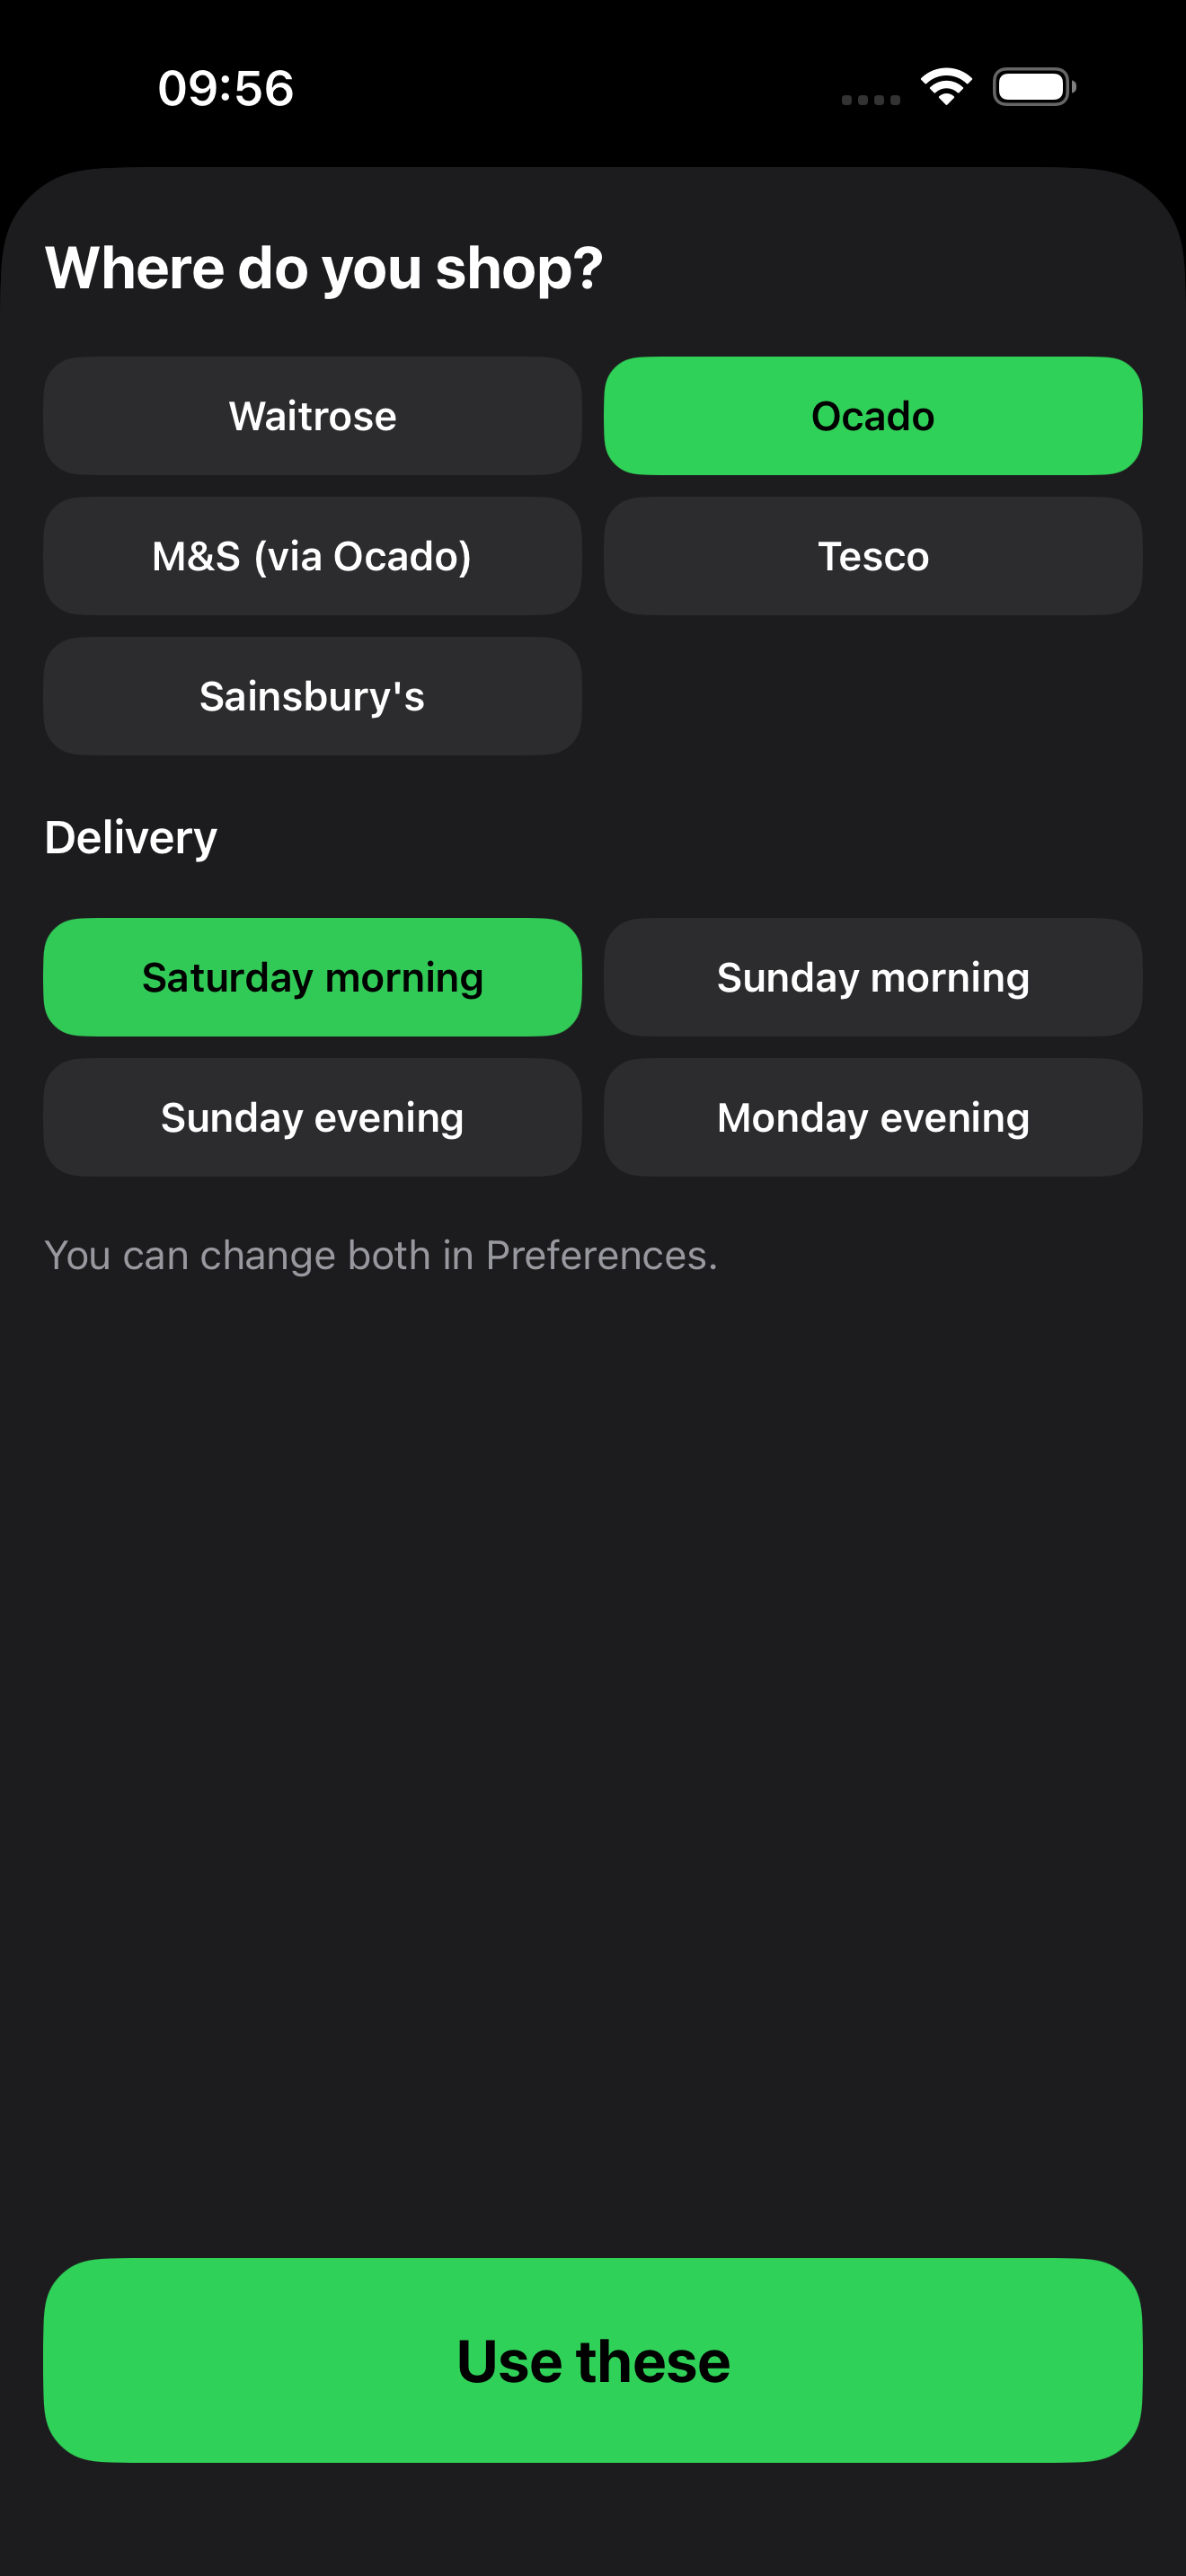 09:56
Where do you shop?
Waitrose
Ocado
M&S (via Ocado)
Tesco
Sainsbury's
Delivery
Saturday morning
Sunday morning
Sunday evening
Monday evening
You can change both in Preferences.
Use these